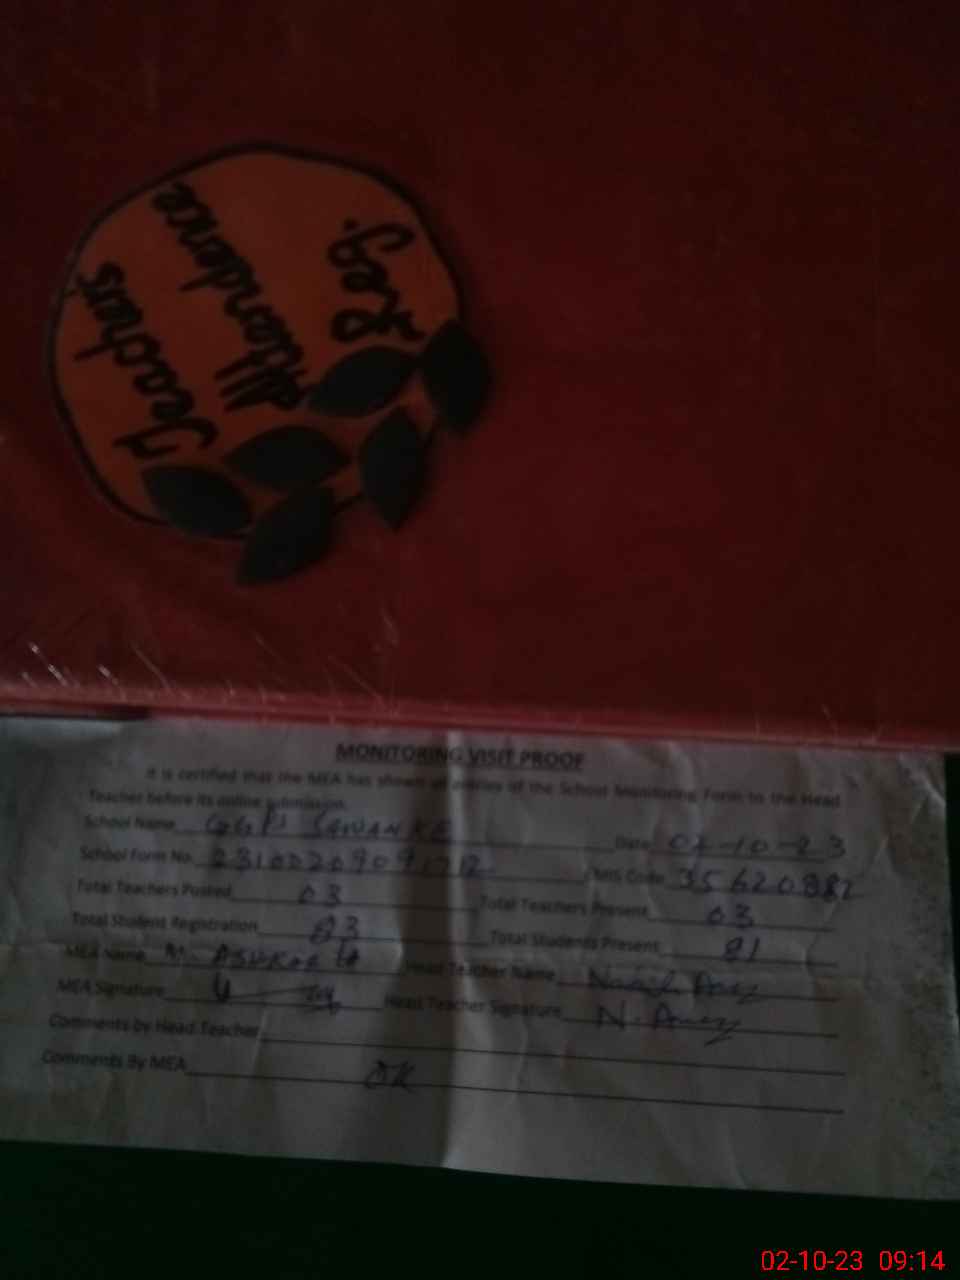 Teachers
Attendence
Reg.
MONITORING VISIT PROOF
It is certified that the MEA has shown all entries of the School Monitoring Form to the Head
Teacher before its online submission.
School Name GGPS Date 02-10-23
School Form No. EMIS Code 35620882
Total Teachers Posted 03 Total Teachers Present 03
Total Student Registration 83 Total Students Present 81
MEA Name M. Head Teacher Name
MEA Signature Head Teacher Signature N.
Comments by Head Teacher
Comments By MEA OK
02-10-23 09:14